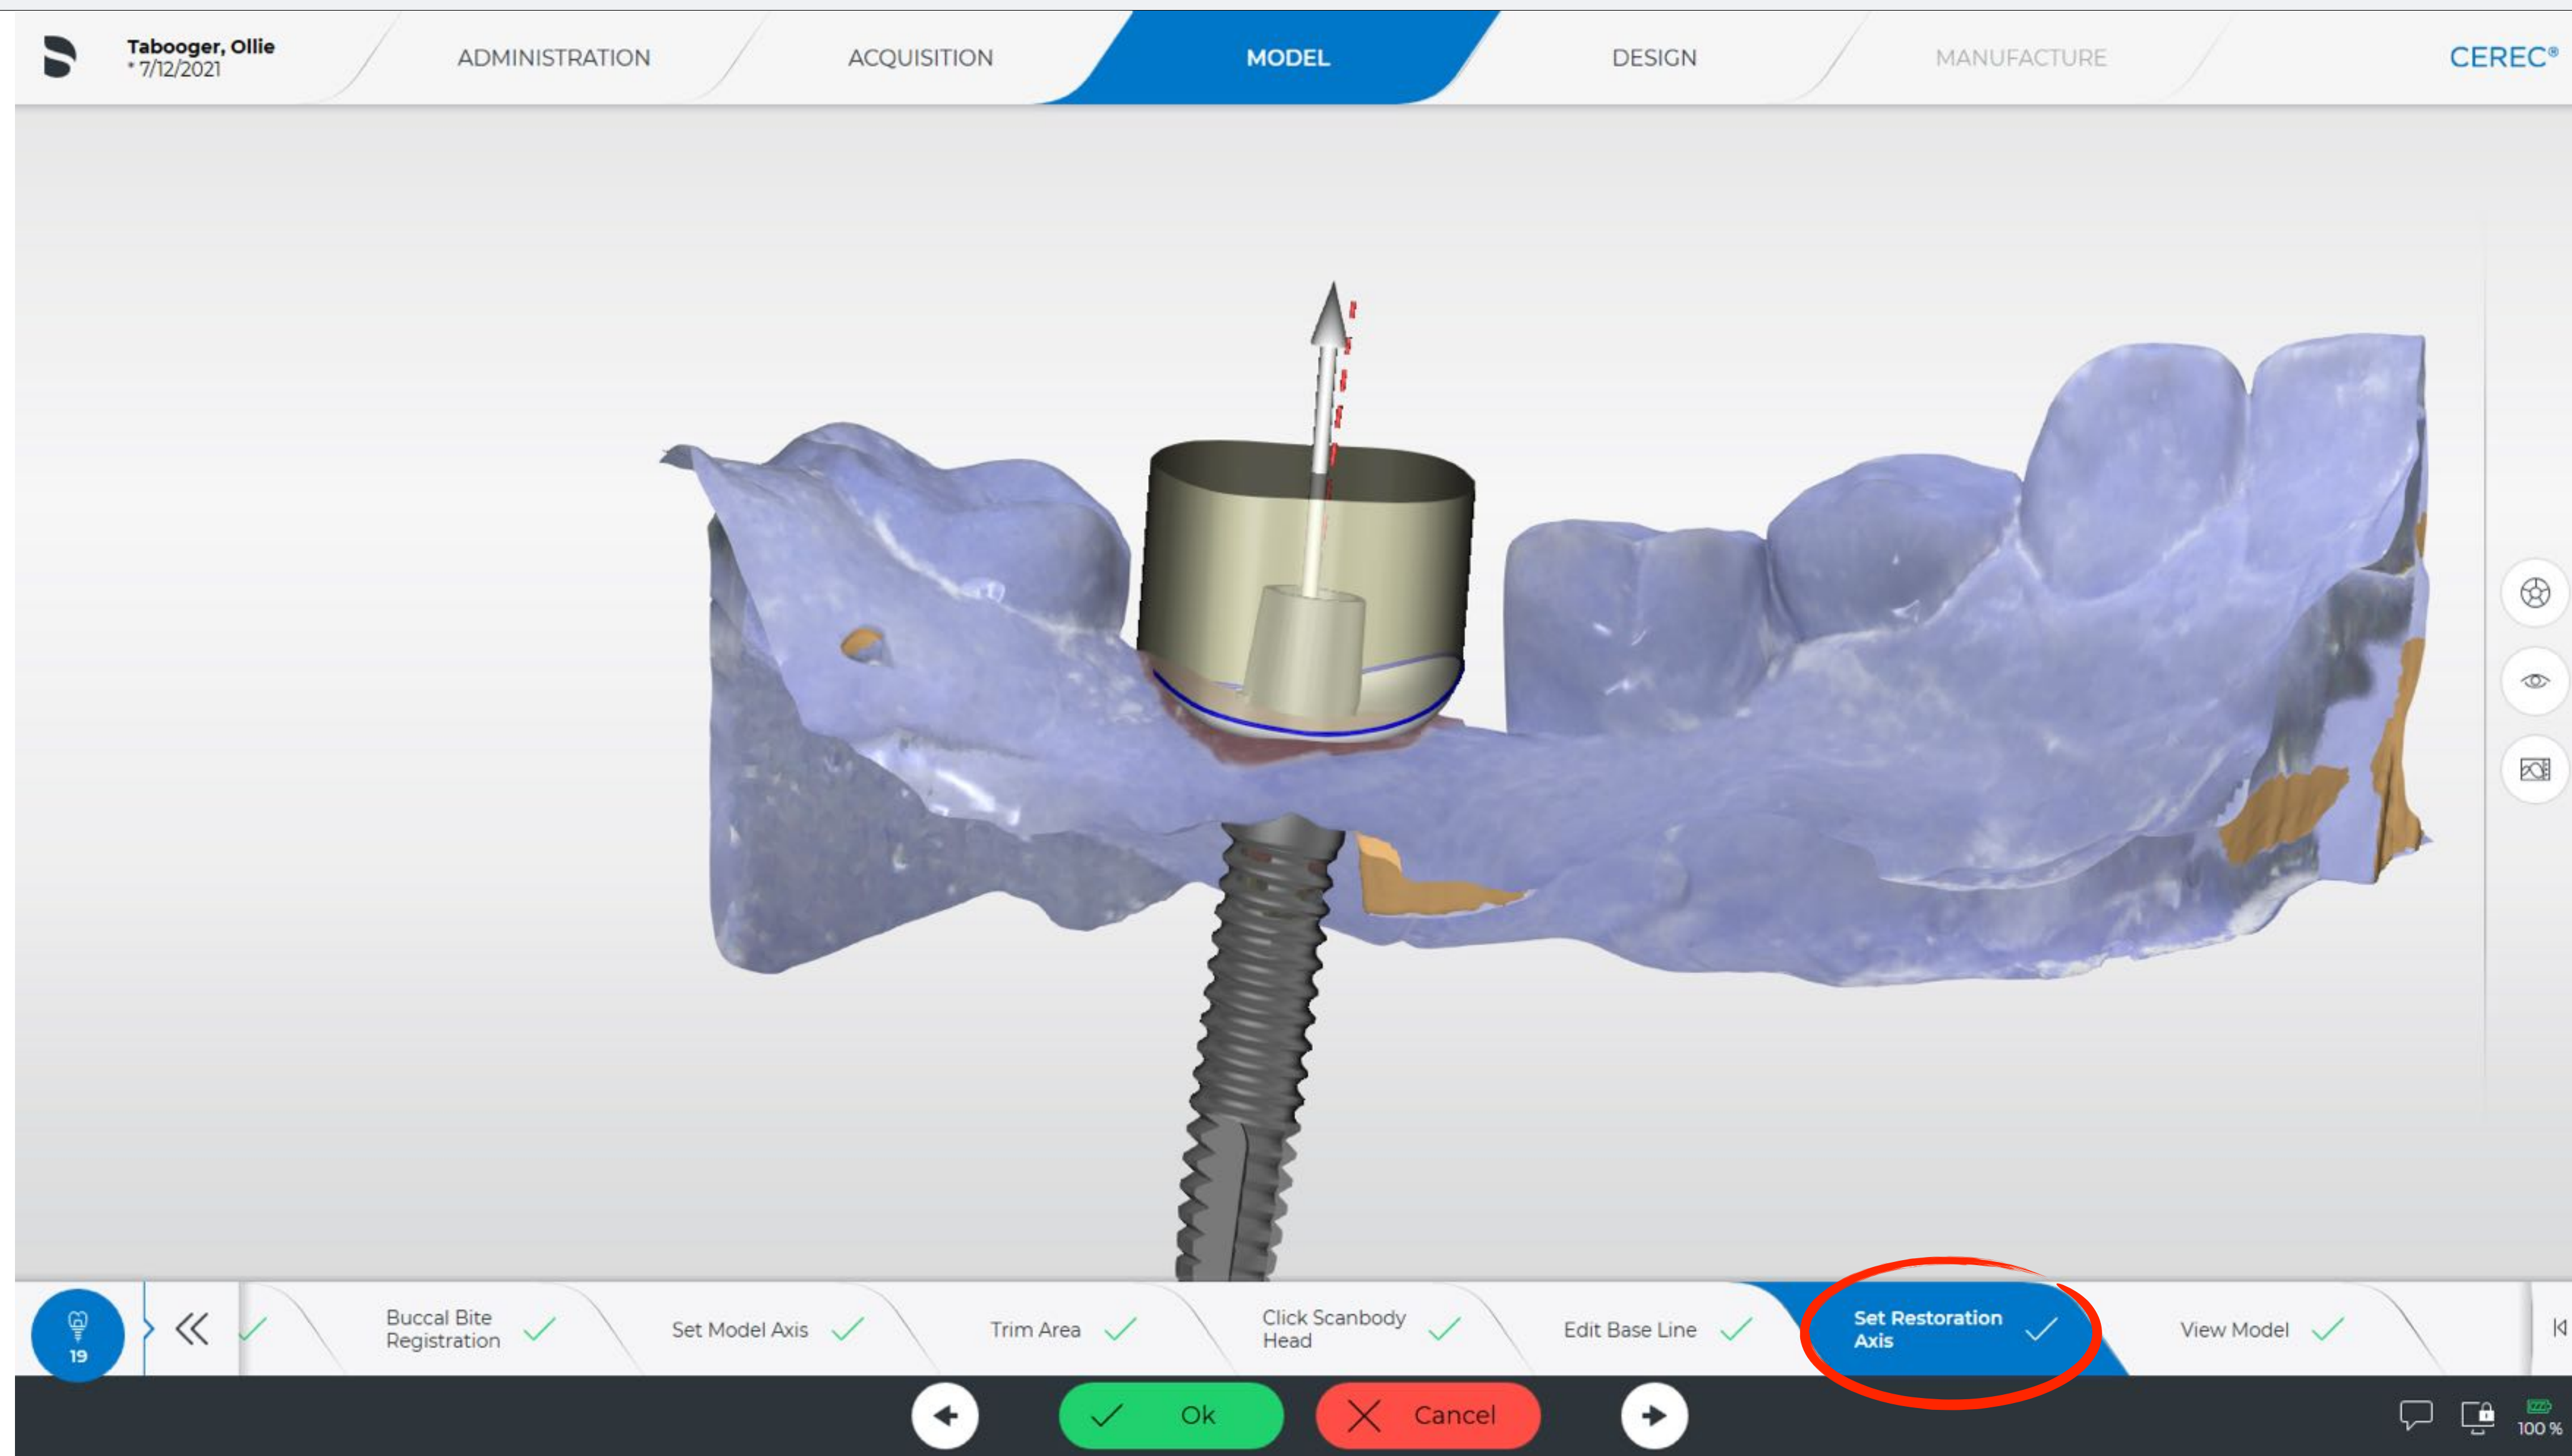 Tabooger, Ollie
* 7/12/2021
ADMINISTRATION
ACQUISITION
MODEL
DESIGN
MANUFACTURE
CEREC®
19
Buccal Bite
Registration
Set Model Axis
Trim Area
Click Scanbody
Head
Edit Base Line
Set Restoration
Axis
View Model
Ok
Cancel
100 %